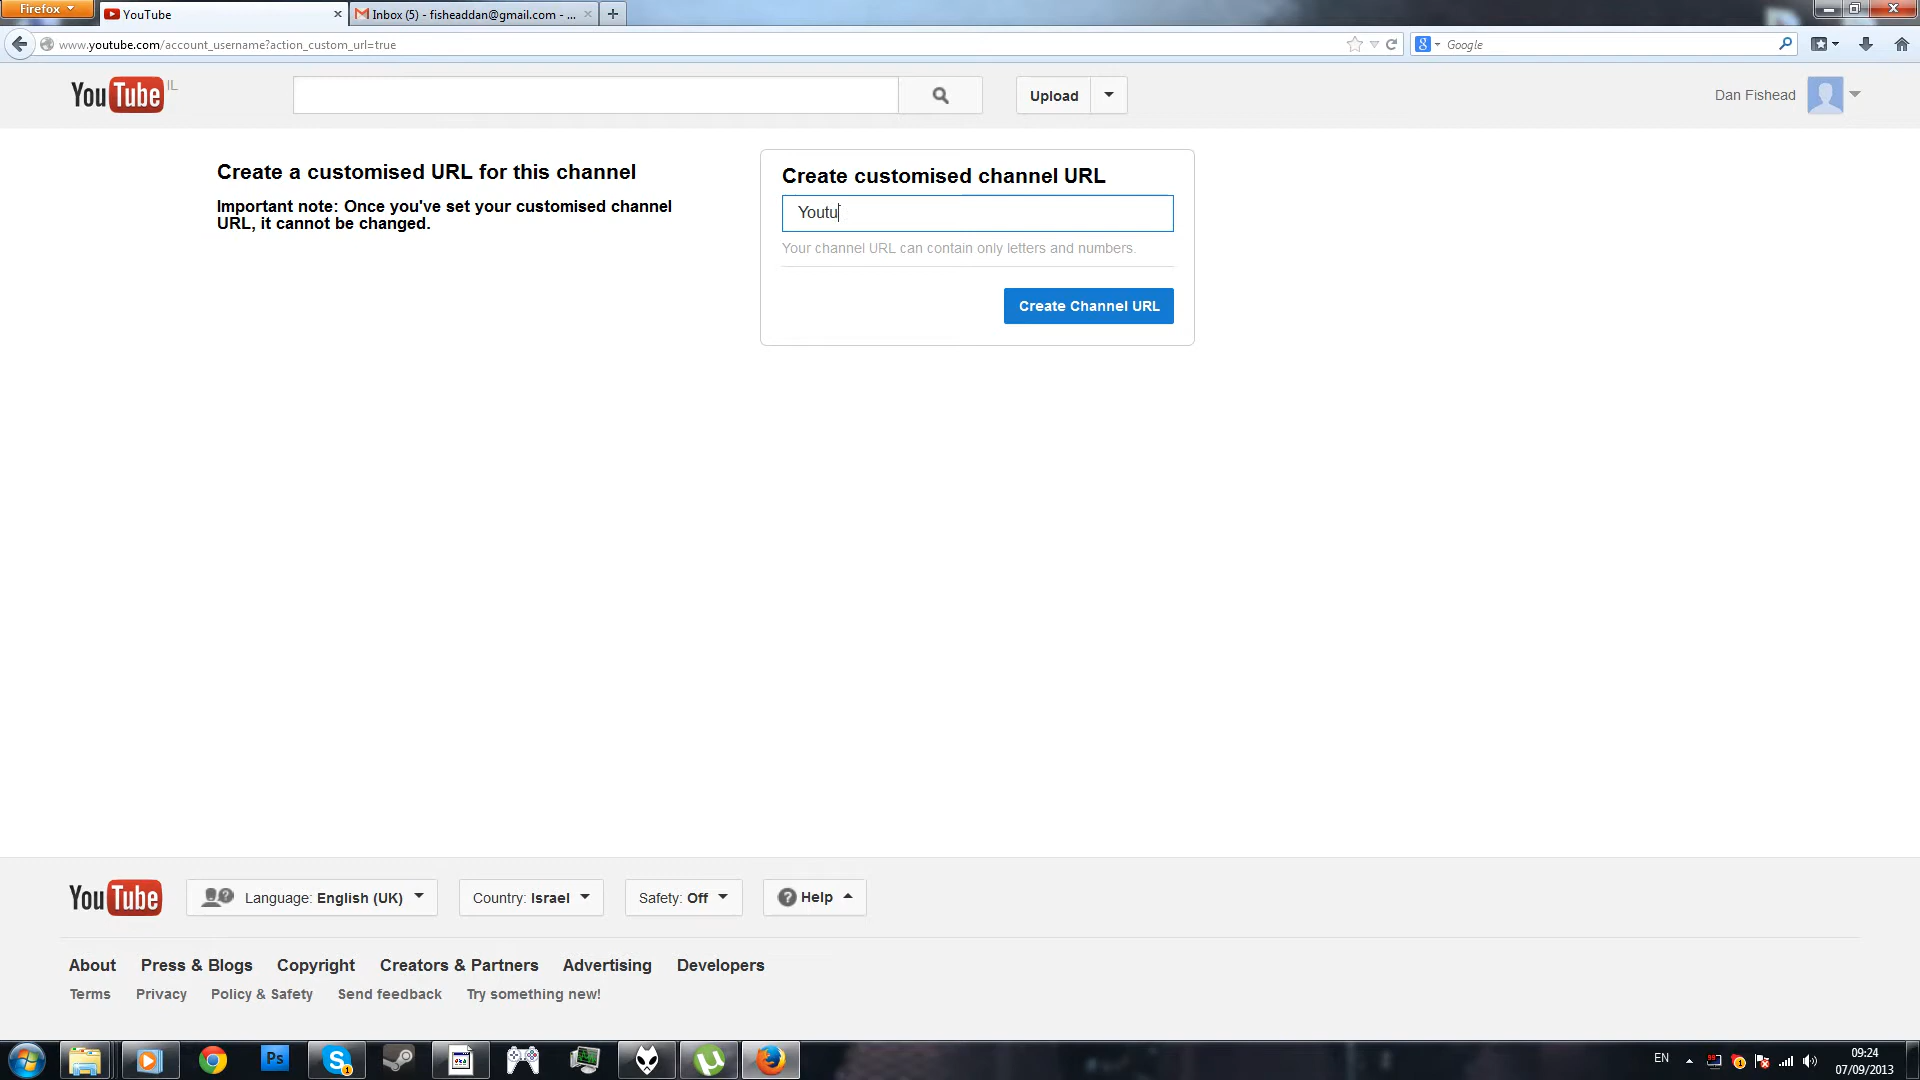 Firefox
YouTube
Inbox (5) - fisheaddan@gmail.com - ...
www.youtube.com/account_username?action_custom_url=true
Google
YouTube IL
Upload
Dan Fishead
Create a customised URL for this channel
Important note: Once you've set your customised channel
URL, it cannot be changed.
Create customised channel URL
Youtu
Your channel URL can contain only letters and numbers.
Create Channel URL
YouTube
Language: English (UK)
Country: Israel
Safety: Off
Help
About Press & Blogs Copyright Creators & Partners Advertising Developers
Terms Privacy Policy & Safety Send feedback Try something new!
Ps
EN
09:24
07/09/2013